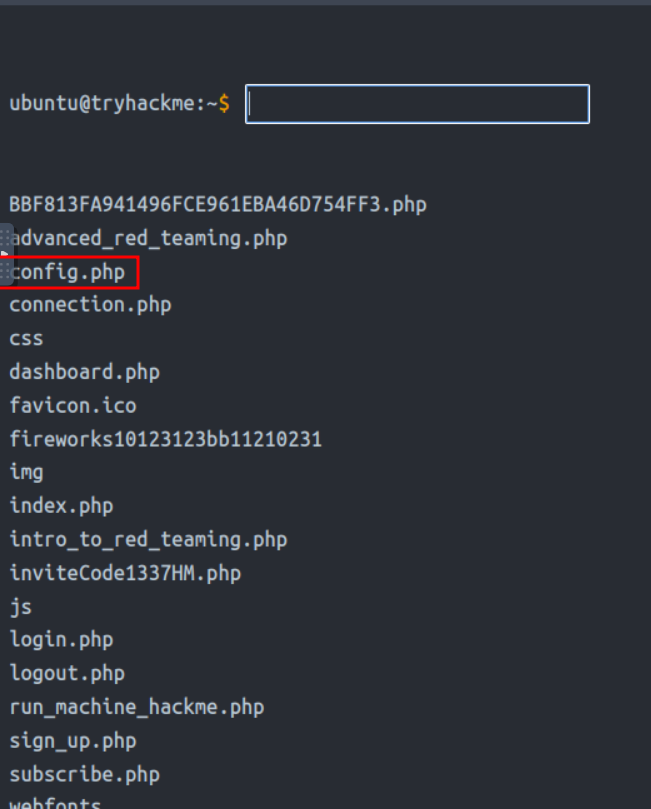 ubuntu@tryhackme:~$
BBF813FA941496FCE961EBA46D754FF3.php
advanced_red_teaming.php
config.php
connection.php
css
dashboard.php
favicon.ico
fireworks10123123bb11210231
img
index.php
intro_to_red_teaming.php
inviteCode1337HM.php
js
login.php
logout.php
run_machine_hackme.php
sign_up.php
subscribe.php
webfonts